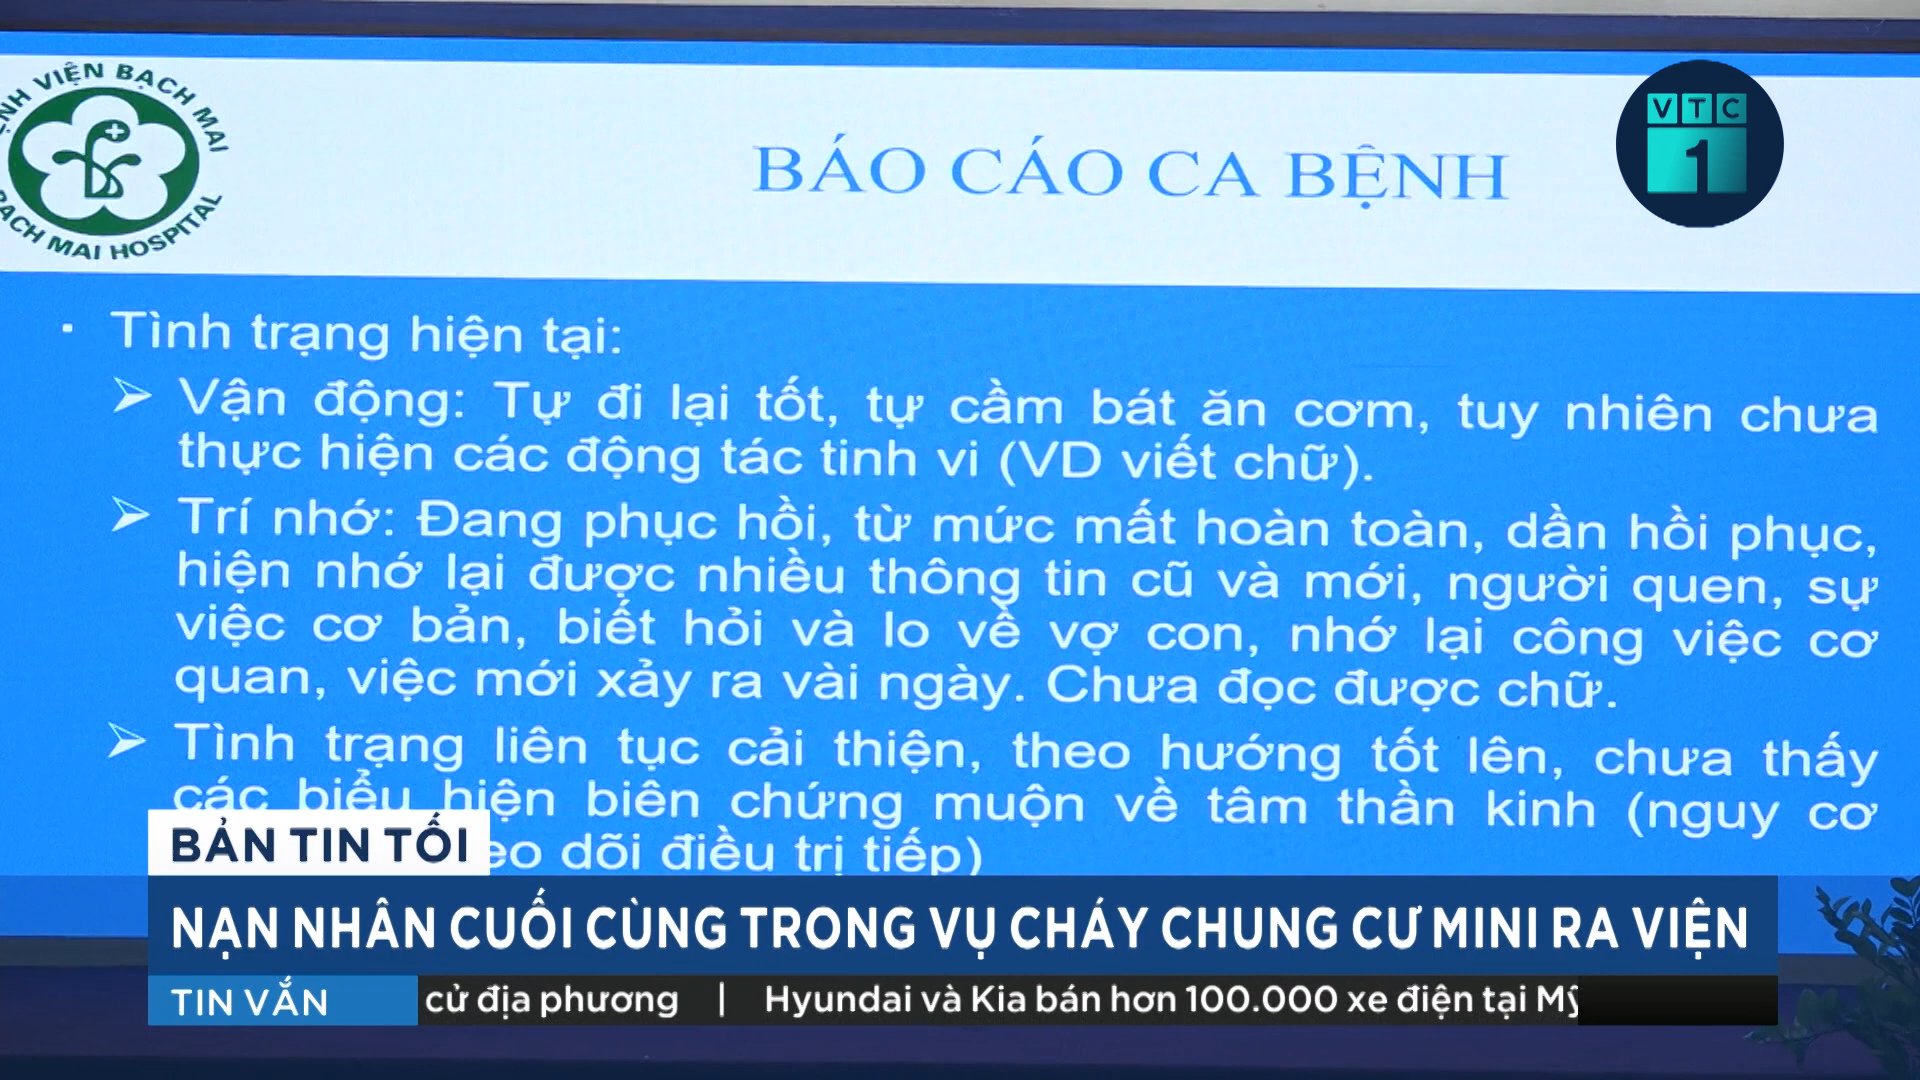 BỆNH VIỆN BẠCH MAI
BẠCH MAI HOSPITAL
BÁO CÁO CA BỆNH
VTC
1
▪ Tình trạng hiện tại:
➢ Vận động: Tự đi lại tốt, tự cầm bát ăn cơm, tuy nhiên chưa
thực hiện các động tác tinh vi (VD viết chữ).
➢ Trí nhớ: Đang phục hồi, từ mức mất hoàn toàn, dần hồi phục,
hiện nhớ lại được nhiều thông tin cũ và mới, người quen, sự
việc cơ bản, biết hỏi và lo về vợ con, nhớ lại công việc cơ
quan, việc mới xảy ra vài ngày. Chưa đọc được chữ.
➢ Tình trạng liên tục cải thiện, theo hướng tốt lên, chưa thấy
các biểu hiện biên chứng muộn về tâm thần kinh (nguy cơ
dõi điều trị tiếp)
BẢN TIN TỐI
NẠN NHÂN CUỐI CÙNG TRONG VỤ CHÁY CHUNG CƯ MINI RA VIỆN
TIN VẮN
cử địa phương | Hyundai và Kia bán hơn 100.000 xe điện tại Mỹ